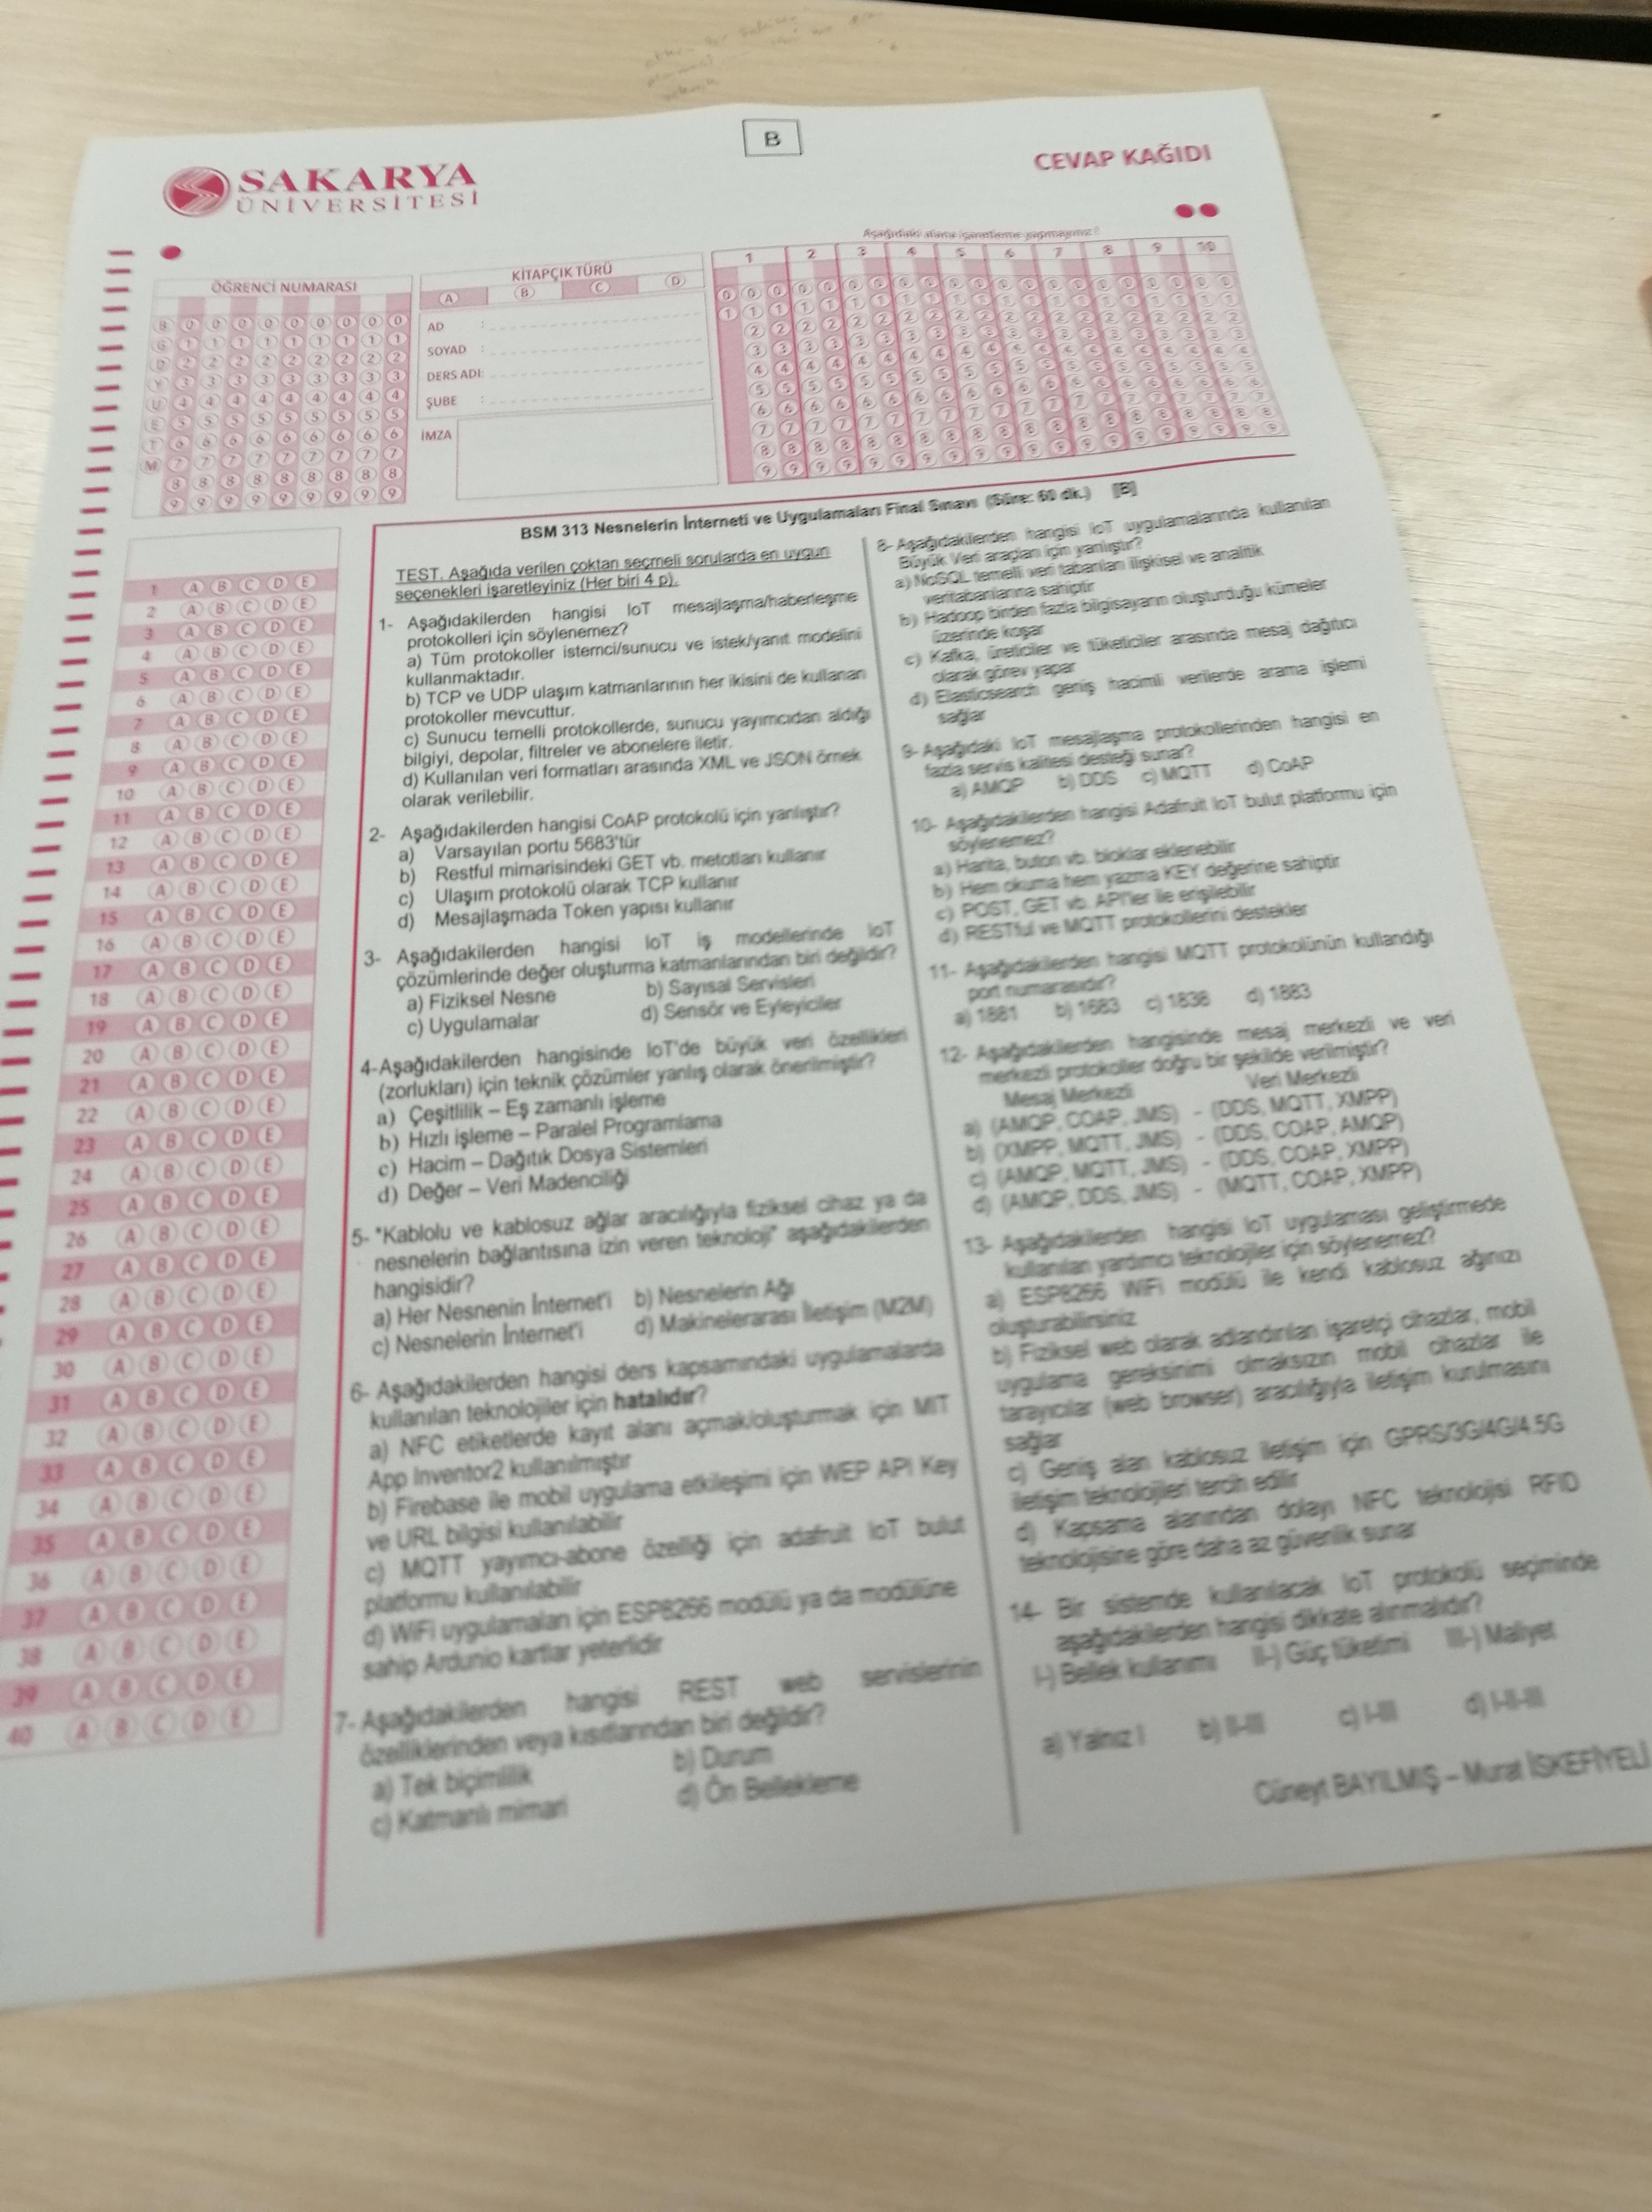 B
SAKARYA
ÜNİVERSİTESİ
CEVAP KAĞIDI
Aşağıdaki alana işaretleme yapmayınız!
ÖĞRENCİ NUMARASI
KİTAPÇIK TÜRÜ
A B C D
AD :
SOYAD :
DERS ADI:
ŞUBE :
İMZA
1 2 3 4 5 6 7 8 9 10
BSM 313 Nesnelerin İnterneti ve Uygulamaları Final Sınavı (Süre: 60 dk.) [B]
TEST. Aşağıda verilen çoktan seçmeli sorularda en uygun
seçenekleri işaretleyiniz (Her biri 4 p).
1- Aşağıdakilerden hangisi IoT mesajlaşma/haberleşme
protokolleri için söylenemez?
a) Tüm protokoller istemci/sunucu ve istek/yanıt modelini
kullanmaktadır.
b) TCP ve UDP ulaşım katmanlarının her ikisini de kullanan
protokoller mevcuttur.
c) Sunucu temelli protokollerde, sunucu yayımcıdan aldığı
bilgiyi, depolar, filtreler ve abonelere iletir.
d) Kullanılan veri formatları arasında XML ve JSON örnek
olarak verilebilir.
2- Aşağıdakilerden hangisi CoAP protokolü için yanlıştır?
a) Varsayılan portu 5683'tür
b) Restful mimarisindeki GET vb. metotları kullanır
c) Ulaşım protokolü olarak TCP kullanır
d) Mesajlaşmada Token yapısı kullanır
3- Aşağıdakilerden hangisi IoT iş modellerinde IoT
çözümlerinde değer oluşturma katmanlarından biri değildir?
a) Fiziksel Nesne b) Sayısal Servisleri
c) Uygulamalar d) Sensör ve Eyleyiciler
4-Aşağıdakilerden hangisinde IoT'de büyük veri özellikleri
(zorlukları) için teknik çözümler yanlış olarak önerilmiştir?
a) Çeşitlilik – Eş zamanlı işleme
b) Hızlı işleme – Paralel Programlama
c) Hacim – Dağıtık Dosya Sistemleri
d) Değer – Veri Madenciliği
5- "Kablolu ve kablosuz ağlar aracılığıyla fiziksel cihaz ya da
nesnelerin bağlantısına izin veren teknoloji" aşağıdakilerden
hangisidir?
a) Her Nesnenin İnternet'i b) Nesnelerin Ağı
c) Nesnelerin İnternet'i d) Makinelerarası İletişim (M2M)
6- Aşağıdakilerden hangisi ders kapsamındaki uygulamalarda
kullanılan teknolojiler için hatalıdır?
a) NFC etiketlerde kayıt alanı açmak/oluşturmak için MIT
App Inventor2 kullanılmıştır
b) Firebase ile mobil uygulama etkileşimi için WEP API Key
ve URL bilgisi kullanılabilir
c) MQTT yayımcı-abone özelliği için adafruit IoT bulut
platformu kullanılabilir
d) WiFi uygulamaları için ESP8266 modülü ya da modülüne
sahip Ardunio kartlar yeterlidir
7- Aşağıdakilerden hangisi REST web servislerinin
özelliklerinden veya kısıtlarından biri değildir?
a) Tek biçimlilik b) Durum
c) Katmanlı mimari d) Ön Bellekleme
8- Aşağıdakilerden hangisi IoT uygulamalarında kullanılan
Büyük Veri araçları için yanlıştır?
a) NoSQL temelli veri tabanları ilişkisel ve analitik
veritabanlarına sahiptir
b) Hadoop birden fazla bilgisayarın oluşturduğu kümeler
üzerinde koşar
c) Kafka, üreticiler ve tüketiciler arasında mesaj dağıtıcı
olarak görev yapar
d) Elasticsearch geniş hacimli verilerde arama işlemi
sağlar
9- Aşağıdaki IoT mesajlaşma protokollerinden hangisi en
fazla servis kalitesi desteği sunar?
a) AMQP b) DDS c) MQTT d) CoAP
10- Aşağıdakilerden hangisi Adafruit IoT bulut platformu için
söylenemez?
a) Harita, buton vb. bloklar eklenebilir
b) Hem okuma hem yazma KEY değerine sahiptir
c) POST, GET vb. API'ler ile erişilebilir
d) RESTful ve MQTT protokollerini destekler
11- Aşağıdakilerden hangisi MQTT protokolünün kullandığı
port numarasıdır?
a) 1881 b) 1683 c) 1838 d) 1883
12- Aşağıdakilerden hangisinde mesaj merkezli ve veri
merkezli protokoller doğru bir şekilde verilmiştir?
Mesaj Merkezli Veri Merkezli
a) (AMQP, COAP, JMS) - (DDS, MQTT, XMPP)
b) (XMPP, MQTT, JMS) - (DDS, COAP, AMQP)
c) (AMQP, MQTT, JMS) - (DDS, COAP, XMPP)
d) (AMQP, DDS, JMS) - (MQTT, COAP, XMPP)
13- Aşağıdakilerden hangisi IoT uygulaması geliştirmede
kullanılan yardımcı teknolojiler için söylenemez?
a) ESP8266 WiFi modülü ile kendi kablosuz ağınızı
oluşturabilirsiniz
b) Fiziksel web olarak adlandırılan işaretçi cihazlar, mobil
uygulama gereksinimi olmaksızın mobil cihazlar ile
tarayıcılar (web browser) aracılığıyla iletişim kurulmasını
sağlar
c) Geniş alan kablosuz iletişim için GPRS/3G/4G/4.5G
iletişim teknolojileri tercih edilir
d) Kapsama alanından dolayı NFC teknolojisi RFID
teknolojisine göre daha az güvenlik sunar
14- Bir sistemde kullanılacak IoT protokolü seçiminde
aşağıdakilerden hangisi dikkate alınmalıdır?
I-) Bellek kullanımı II-) Güç tüketimi III-) Maliyet
a) Yalnız I b) II-III c) I-III d) I-II-III
Cüneyt BAYILMIŞ – Murat İSKEFİYELİ